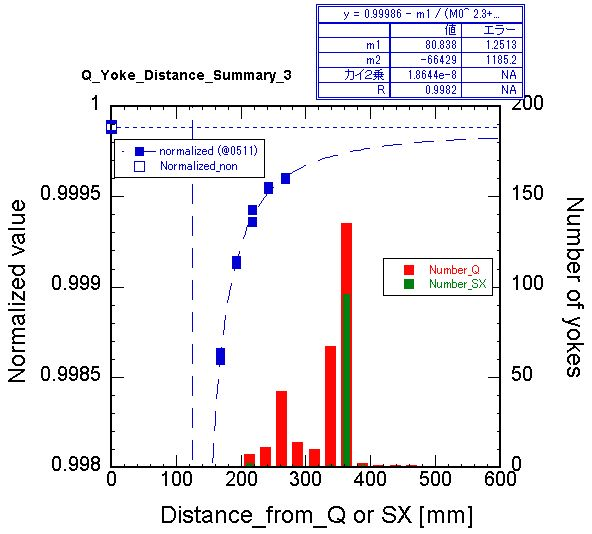 y = 0.99986 - m1 / (M0^ 2.3+...
値 エラー
m1 80.838 1.2513
m2 -66429 1185.2
カイ2乗 1.8644e-8 NA
R 0.9982 NA
Q_Yoke_Distance_Summary_3
1 200
normalized (@0511)
Normalized_non
0.9995 150
Number_Q
Number_SX
0.999 100
0.9985 50
0.998 0
0 100 200 300 400 500 600
Normalized value
Number of yokes
Distance_from_Q or SX [mm]